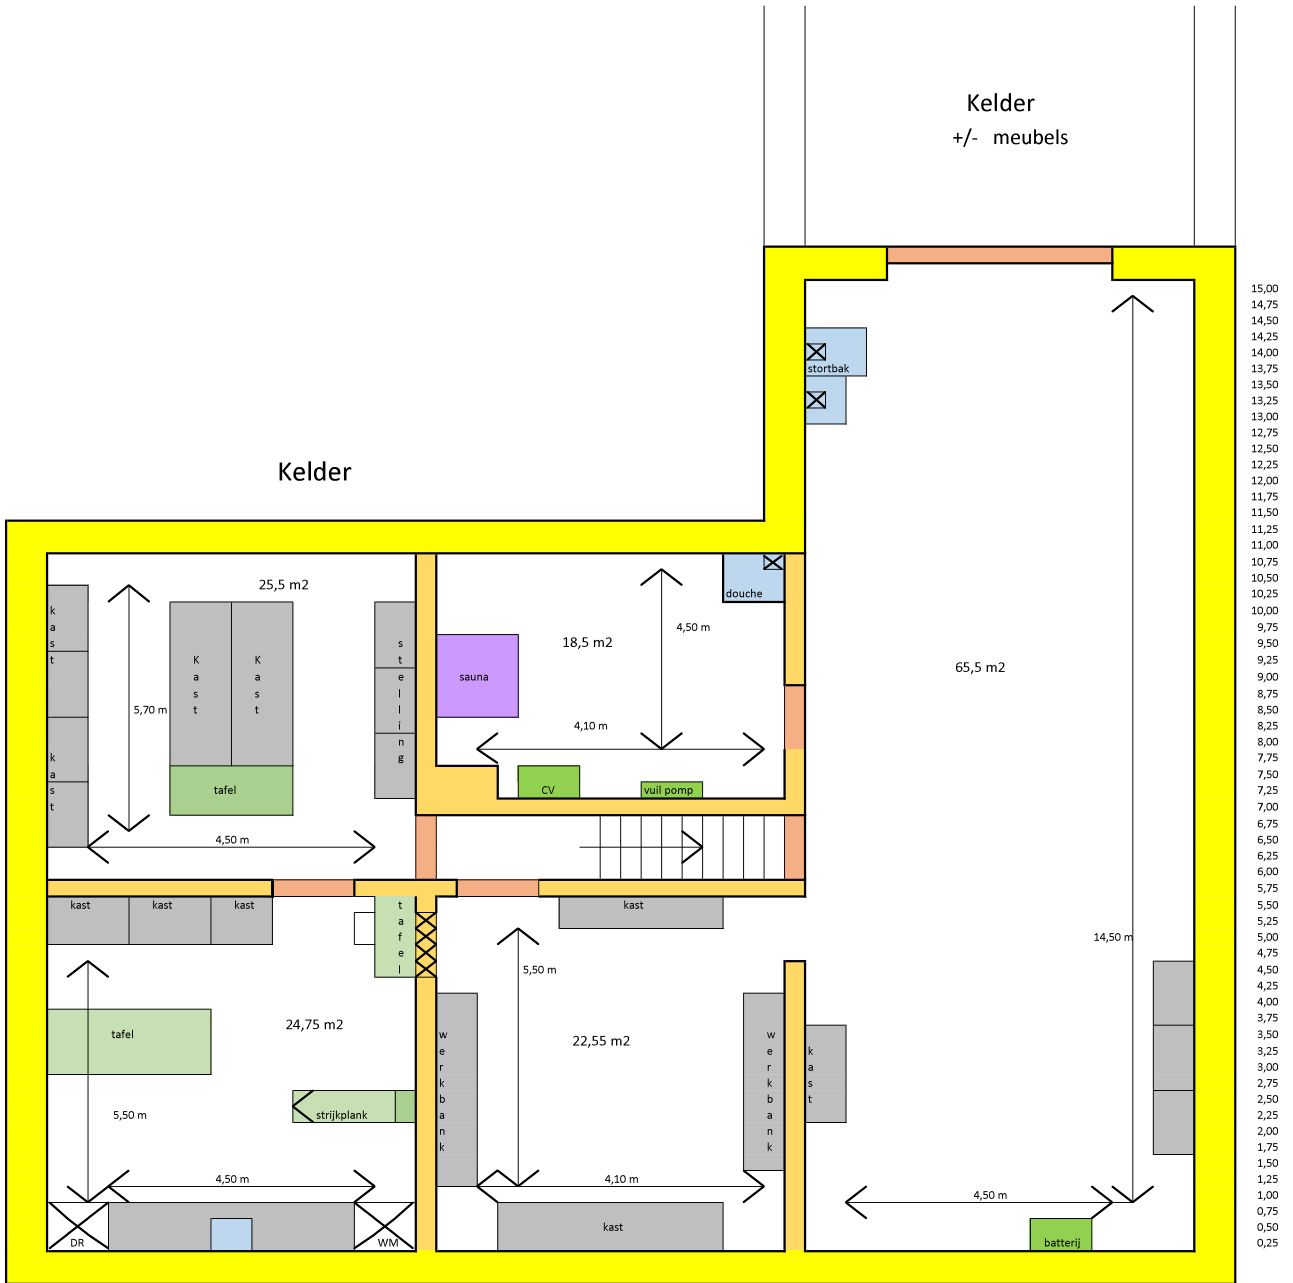 Kelder
+/- meubels
Kelder
15,00
14,75
14,50
14,25
14,00
13,75
13,50
13,25
13,00
12,75
12,50
12,25
12,00
11,75
11,50
11,25
11,00
10,75
10,50
10,25
10,00
9,75
9,50
9,25
9,00
8,75
8,50
8,25
8,00
7,75
7,50
7,25
7,00
6,75
6,50
6,25
6,00
5,75
5,50
5,25
5,00
4,75
4,50
4,25
4,00
3,75
3,50
3,25
3,00
2,75
2,50
2,25
2,00
1,75
1,50
1,25
1,00
0,75
0,50
0,25
stortbak
25,5 m2
kast
kast
5,70 m
Kast
Kast
tafel
stelling
4,50 m
douche
4,50 m
18,5 m2
sauna
4,10 m
CV
vuil pomp
65,5 m2
14,50 m
kast
kast
kast
tafel
tafel
24,75 m2
5,50 m
strijkplank
4,50 m
DR
WM
kast
5,50 m
22,55 m2
werkbank
werkbank
4,10 m
kast
kast
4,50 m
batterij